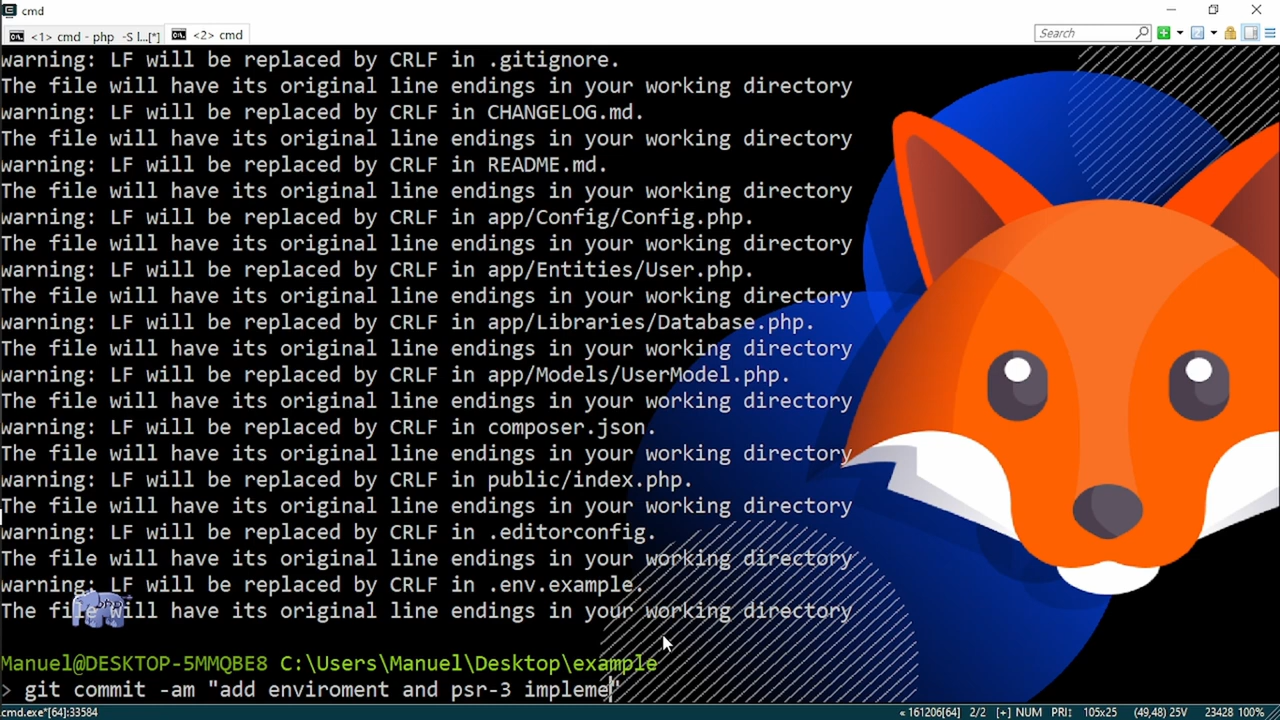 cmd
<1> cmd - php -S l...[*]
<2> cmd
Search
warning: LF will be replaced by CRLF in .gitignore.
The file will have its original line endings in your working directory
warning: LF will be replaced by CRLF in CHANGELOG.md.
The file will have its original line endings in your working directory
warning: LF will be replaced by CRLF in README.md.
The file will have its original line endings in your working directory
warning: LF will be replaced by CRLF in app/Config/Config.php.
The file will have its original line endings in your working directory
warning: LF will be replaced by CRLF in app/Entities/User.php.
The file will have its original line endings in your working directory
warning: LF will be replaced by CRLF in app/Libraries/Database.php.
The file will have its original line endings in your working directory
warning: LF will be replaced by CRLF in app/Models/UserModel.php.
The file will have its original line endings in your working directory
warning: LF will be replaced by CRLF in composer.json.
The file will have its original line endings in your working directory
warning: LF will be replaced by CRLF in public/index.php.
The file will have its original line endings in your working directory
warning: LF will be replaced by CRLF in .editorconfig.
The file will have its original line endings in your working directory
warning: LF will be replaced by CRLF in .env.example.
The file will have its original line endings in your working directory
php
Manuel@DESKTOP-5MMQBE8 C:\Users\Manuel\Desktop\example
> git commit -am "add enviroment and psr-3 impleme"
cmd.exe*[64]:33584
« 161206[64] 2/2 [+] NUM PRI↕ 105x25 (49,48) 25V 23428 100%